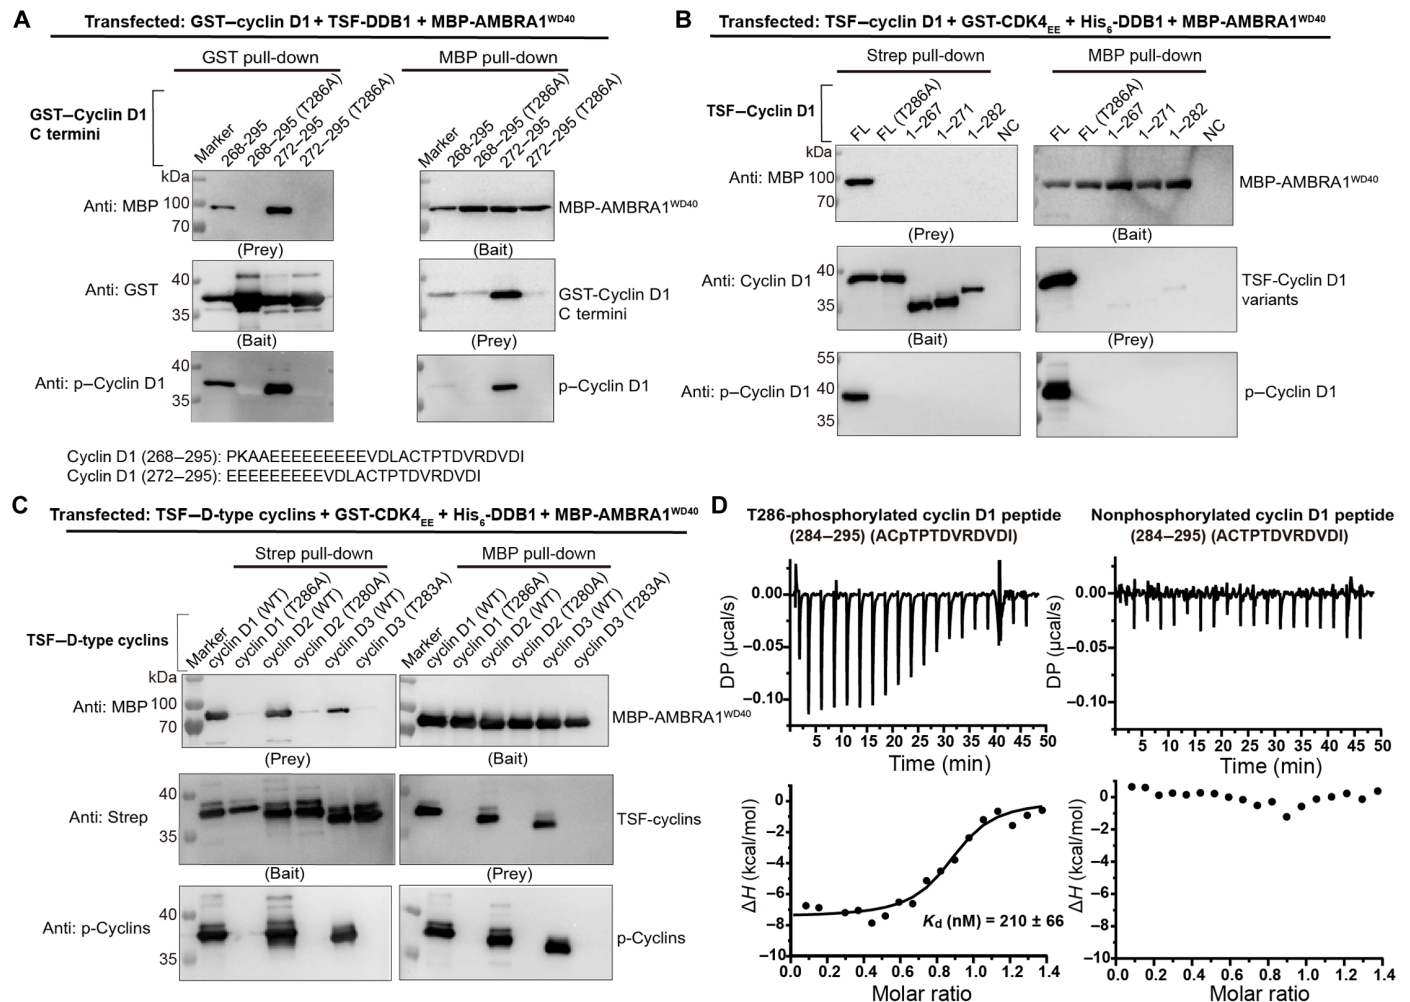 A
Transfected: GST–cyclin D1 + TSF-DDB1 + MBP-AMBRA1WD40
GST pull-down
MBP pull-down
GST–Cyclin D1
C termini
Marker
268-295
268–295 (T286A)
272–295
272–295 (T286A)
Marker
268-295
268–295 (T286A)
272–295
272–295 (T286A)
kDa
Anti: MBP
100
70
MBP-AMBRA1WD40
(Prey)
(Bait)
Anti: GST
40
35
GST-Cyclin D1
C termini
(Bait)
(Prey)
Anti: p–Cyclin D1
40
35
p–Cyclin D1
Cyclin D1 (268–295): PKAAEEEEEEEEEVDLACTPTDVRDVDI
Cyclin D1 (272–295): EEEEEEEEEVDLACTPTDVRDVDI
B
Transfected: TSF–cyclin D1 + GST-CDK4EE + His6-DDB1 + MBP-AMBRA1WD40
Strep pull-down
MBP pull-down
TSF–Cyclin D1
FL
FL (T286A)
1–267
1–271
1–282
NC
FL
FL (T286A)
1–267
1–271
1–282
NC
kDa
Anti: MBP
100
70
MBP-AMBRA1WD40
(Prey)
(Bait)
Anti: Cyclin D1
40
35
TSF-Cyclin D1
variants
(Bait)
(Prey)
Anti: p–Cyclin D1
55
40
35
p–Cyclin D1
C
Transfected: TSF–D-type cyclins + GST-CDK4EE + His6-DDB1 + MBP-AMBRA1WD40
Strep pull-down
MBP pull-down
TSF–D-type cyclins
Marker
cyclin D1 (WT)
cyclin D1 (T286A)
cyclin D2 (WT)
cyclin D2 (T280A)
cyclin D3 (WT)
cyclin D3 (T283A)
Marker
cyclin D1 (WT)
cyclin D1 (T286A)
cyclin D2 (WT)
cyclin D2 (T280A)
cyclin D3 (WT)
cyclin D3 (T283A)
kDa
Anti: MBP
100
70
MBP-AMBRA1WD40
(Prey)
(Bait)
Anti: Strep
40
35
TSF-cyclins
(Bait)
(Prey)
Anti: p-Cyclins
40
35
p-Cyclins
D
T286-phosphorylated cyclin D1 peptide
(284–295) (ACpTPTDVRDVDI)
Nonphosphorylated cyclin D1 peptide
(284–295) (ACTPTDVRDVDI)
DP (μcal/s)
0.00
−0.05
−0.10
5 10 15 20 25 30 35 40 45 50
Time (min)
DP (μcal/s)
0.00
−0.05
−0.10
5 10 15 20 25 30 35 40 45 50
Time (min)
ΔH (kcal/mol)
0
−2
−4
−6
−8
−10
Kd (nM) = 210 ± 66
0.0 0.2 0.4 0.6 0.8 1.0 1.2 1.4
Molar ratio
ΔH (kcal/mol)
0
−2
−4
−6
−8
−10
0.0 0.2 0.4 0.6 0.8 1.0 1.2 1.4
Molar ratio